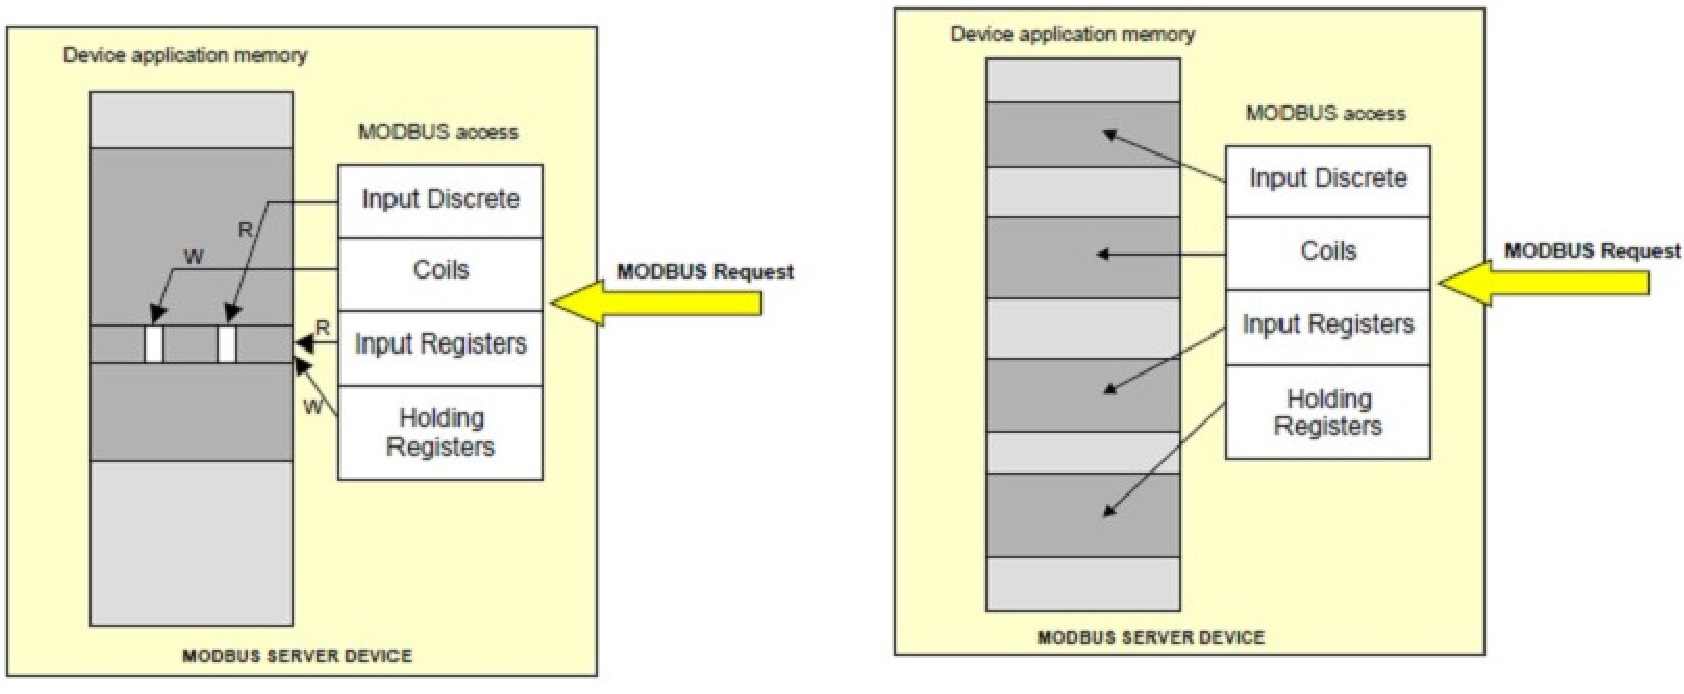 Device application memory
MODBUS access
Input Discrete
R
W
Coils
MODBUS Request
R
Input Registers
W
Holding
Registers
MODBUS SERVER DEVICE
Device application memory
MODBUS access
Input Discrete
Coils
MODBUS Request
Input Registers
Holding
Registers
MODBUS SERVER DEVICE